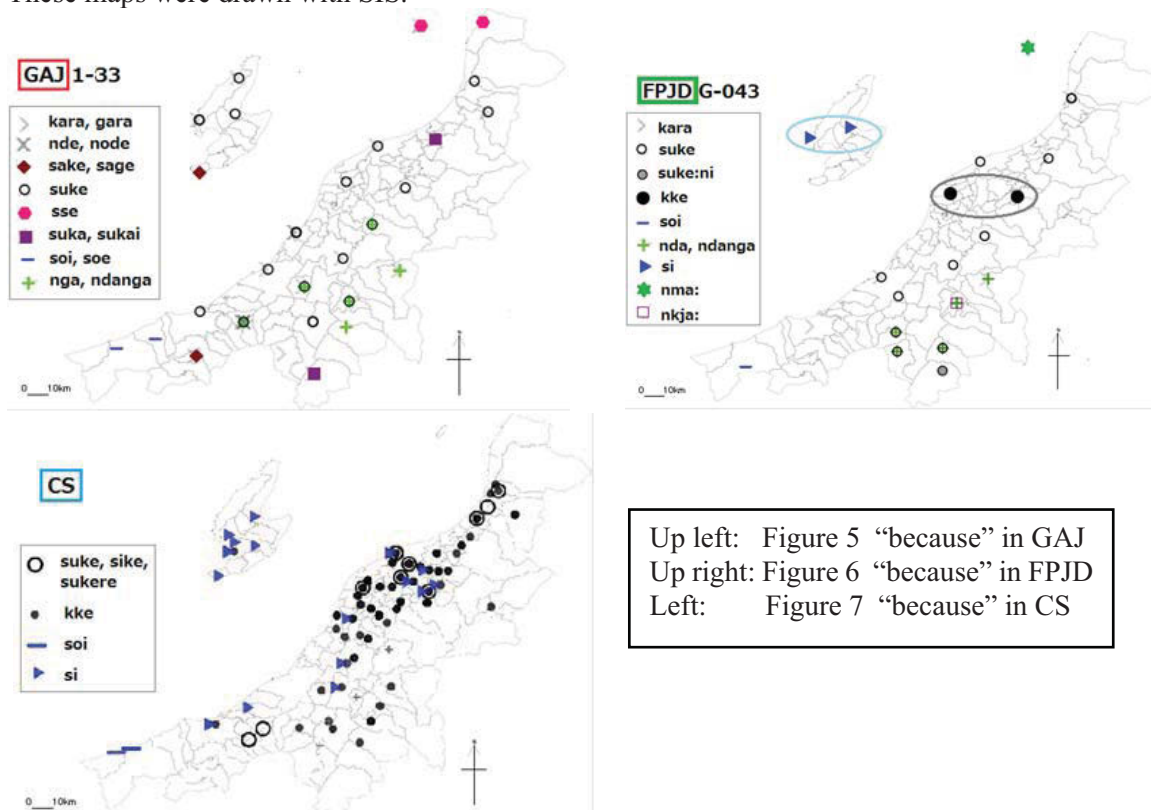 These maps were drawn with SIS.
GAJ 1-33
kara, gara
nde, node
sake, sage
suke
sse
suka, sukai
soi, soe
nga, ndanga
0 10km
FPJD G-043
kara
suke
suke:ni
kke
soi
nda, ndanga
si
nma:
nkja:
0 10km
CS
suke, sike,
sukere
kke
soi
si
0 10km
Up left: Figure 5 “because” in GAJ
Up right: Figure 6 “because” in FPJD
Left: Figure 7 “because” in CS